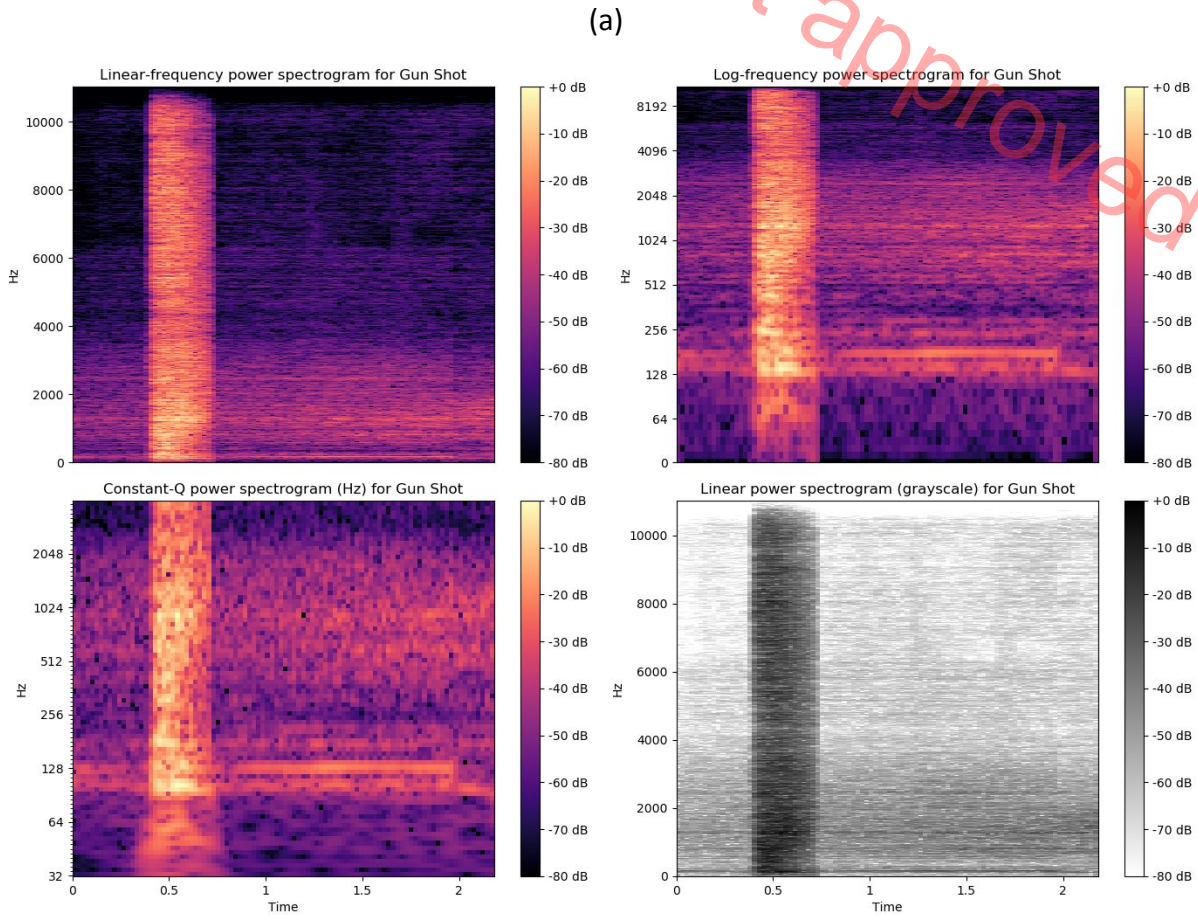 (a)
t approved
Linear-frequency power spectrogram for Gun Shot
Hz
10000
8000
6000
4000
2000
0
+0 dB
-10 dB
-20 dB
-30 dB
-40 dB
-50 dB
-60 dB
-70 dB
-80 dB
Log-frequency power spectrogram for Gun Shot
Hz
8192
4096
2048
1024
512
256
128
64
0
+0 dB
-10 dB
-20 dB
-30 dB
-40 dB
-50 dB
-60 dB
-70 dB
-80 dB
Constant-Q power spectrogram (Hz) for Gun Shot
Hz
2048
1024
512
256
128
64
32
0 0.5 1 1.5 2
Time
+0 dB
-10 dB
-20 dB
-30 dB
-40 dB
-50 dB
-60 dB
-70 dB
-80 dB
Linear power spectrogram (grayscale) for Gun Shot
Hz
10000
8000
6000
4000
2000
0
0 0.5 1 1.5 2
Time
+0 dB
-10 dB
-20 dB
-30 dB
-40 dB
-50 dB
-60 dB
-70 dB
-80 dB